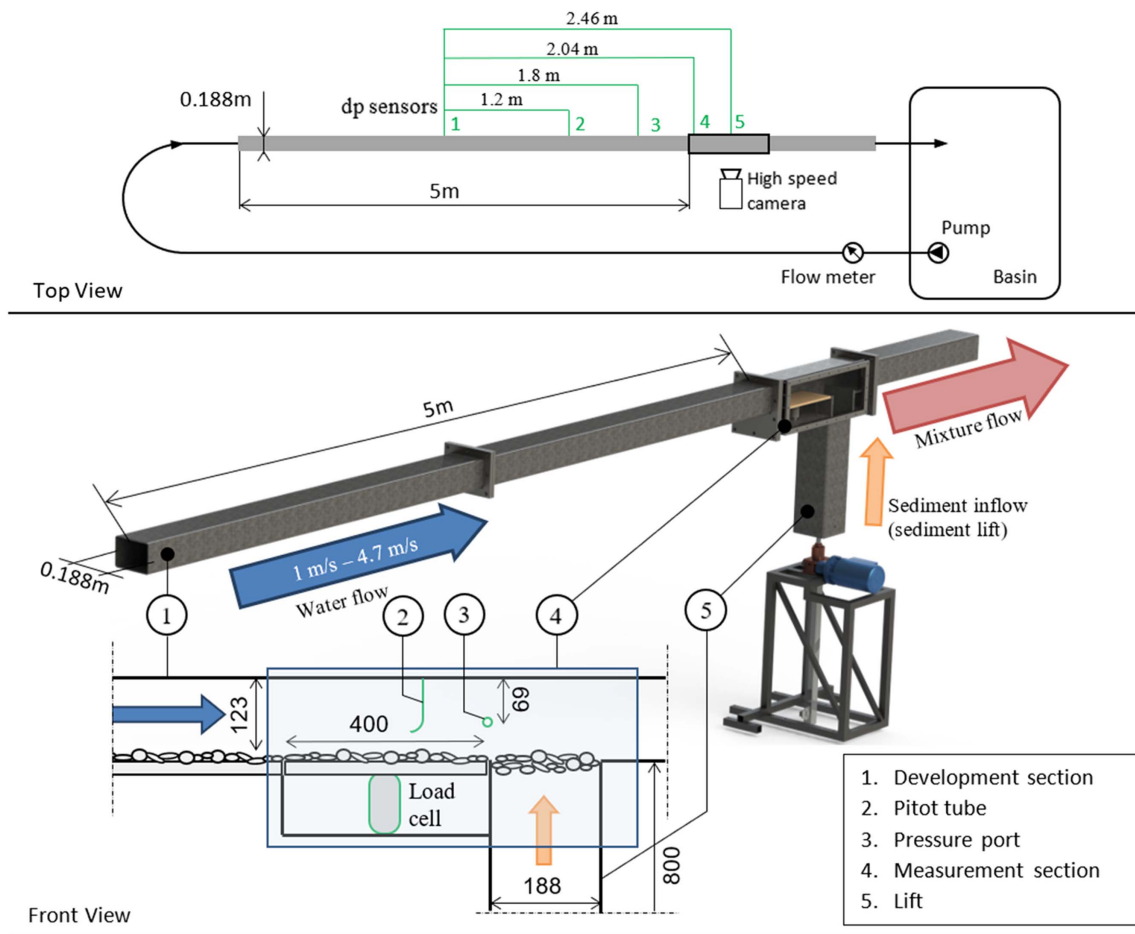 2.46 m
2.04 m
1.8 m
1.2 m
0.188m
dp sensors
1
2
3
4
5
5m
High speed
camera
Pump
Flow meter
Basin
Top View
5m
Mixture flow
Sediment inflow
(sediment lift)
0.188m
1 m/s – 4.7 m/s
Water flow
1
2
3
4
5
123
400
69
Load
cell
188
800
1. Development section
2. Pitot tube
3. Pressure port
4. Measurement section
5. Lift
Front View